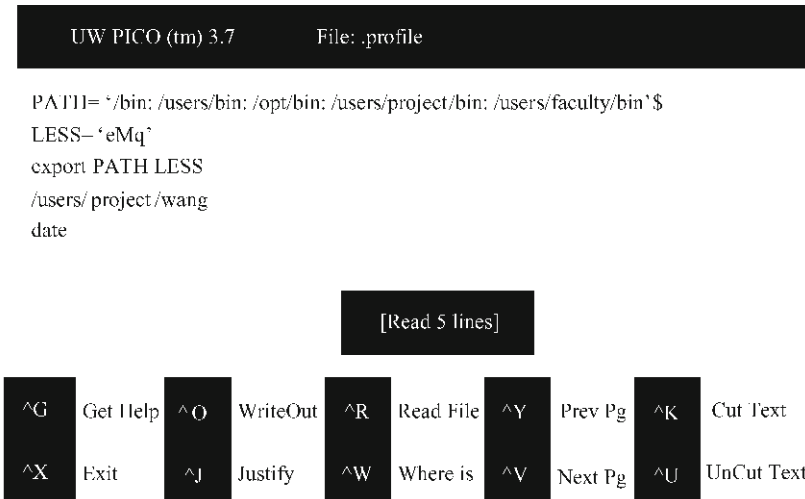 UW PICO (tm) 3.7 File: .profile
PATH= ‘/bin: /users/bin: /opt/bin: /users/project/bin: /users/faculty/bin’$
LESS=‘eMq’
export PATH LESS
/users/ project /wang
date
[Read 5 lines]
^G Get Help ^O WriteOut ^R Read File ^Y Prev Pg ^K Cut Text
^X Exit ^J Justify ^W Where is ^V Next Pg ^U UnCut Text